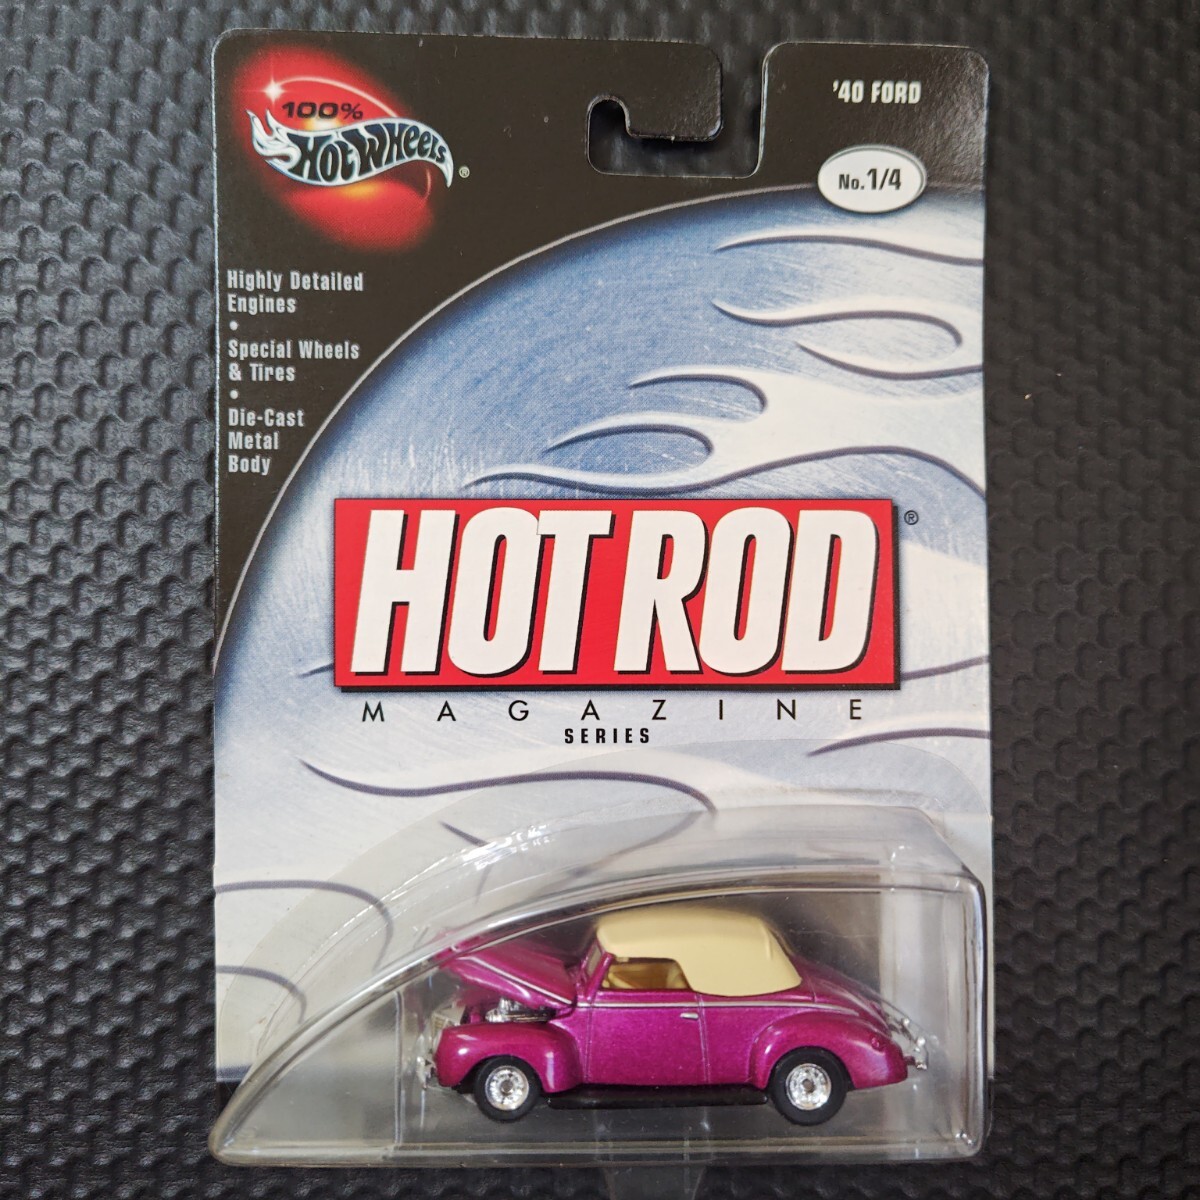 100%
HOT WHEELS ®
'40 FORD
No.1/4
Highly Detailed
Engines
•
Special Wheels
& Tires
•
Die-Cast
Metal
Body
HOT ROD ®
MAGAZINE
SERIES